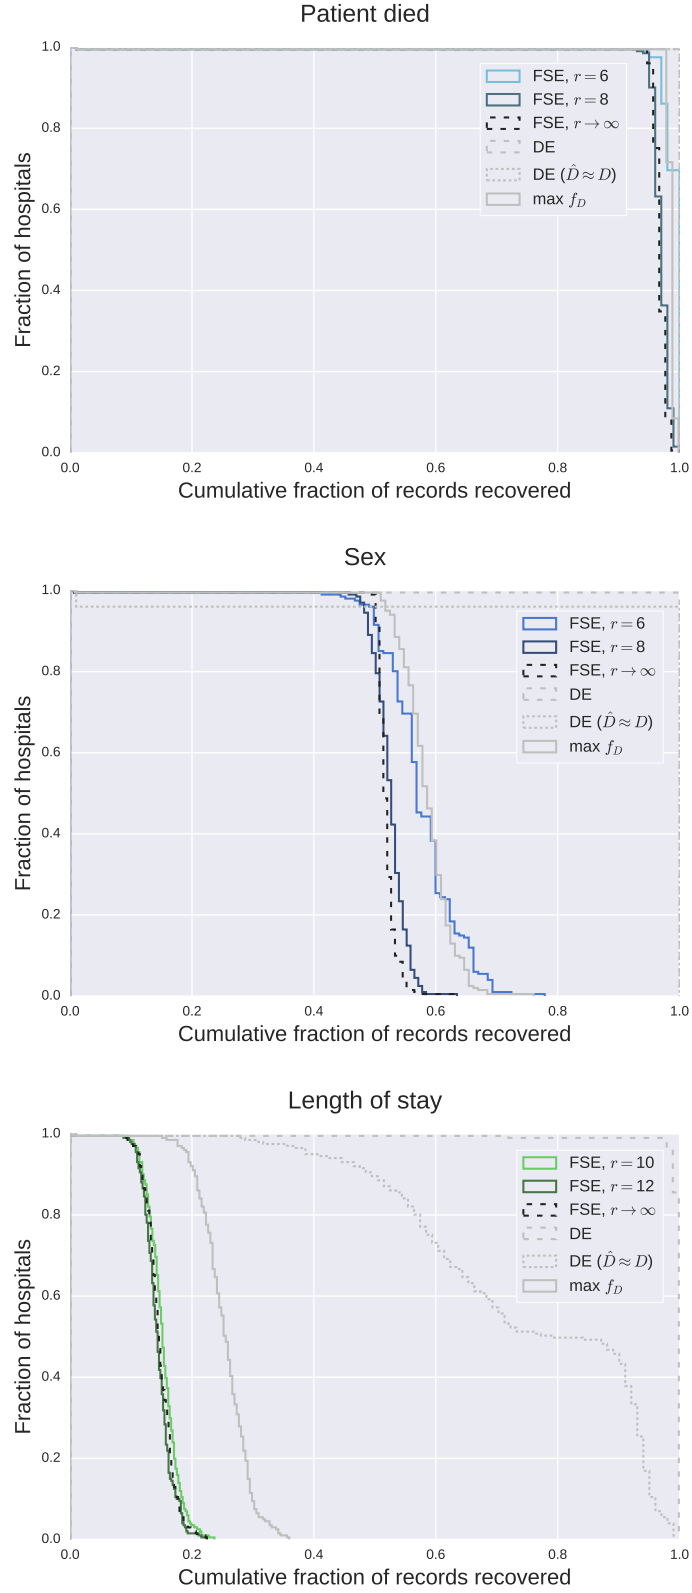 Patient died
Fraction of hospitals
1.0
0.8
0.6
0.4
0.2
0.0
FSE, r = 6
FSE, r = 8
FSE, r → ∞
DE
DE (D̂ ≈ D)
max f_D
0.0 0.2 0.4 0.6 0.8 1.0
Cumulative fraction of records recovered
Sex
Fraction of hospitals
1.0
0.8
0.6
0.4
0.2
0.0
FSE, r = 6
FSE, r = 8
FSE, r → ∞
DE
DE (D̂ ≈ D)
max f_D
0.0 0.2 0.4 0.6 0.8 1.0
Cumulative fraction of records recovered
Length of stay
Fraction of hospitals
1.0
0.8
0.6
0.4
0.2
0.0
FSE, r = 10
FSE, r = 12
FSE, r → ∞
DE
DE (D̂ ≈ D)
max f_D
0.0 0.2 0.4 0.6 0.8 1.0
Cumulative fraction of records recovered